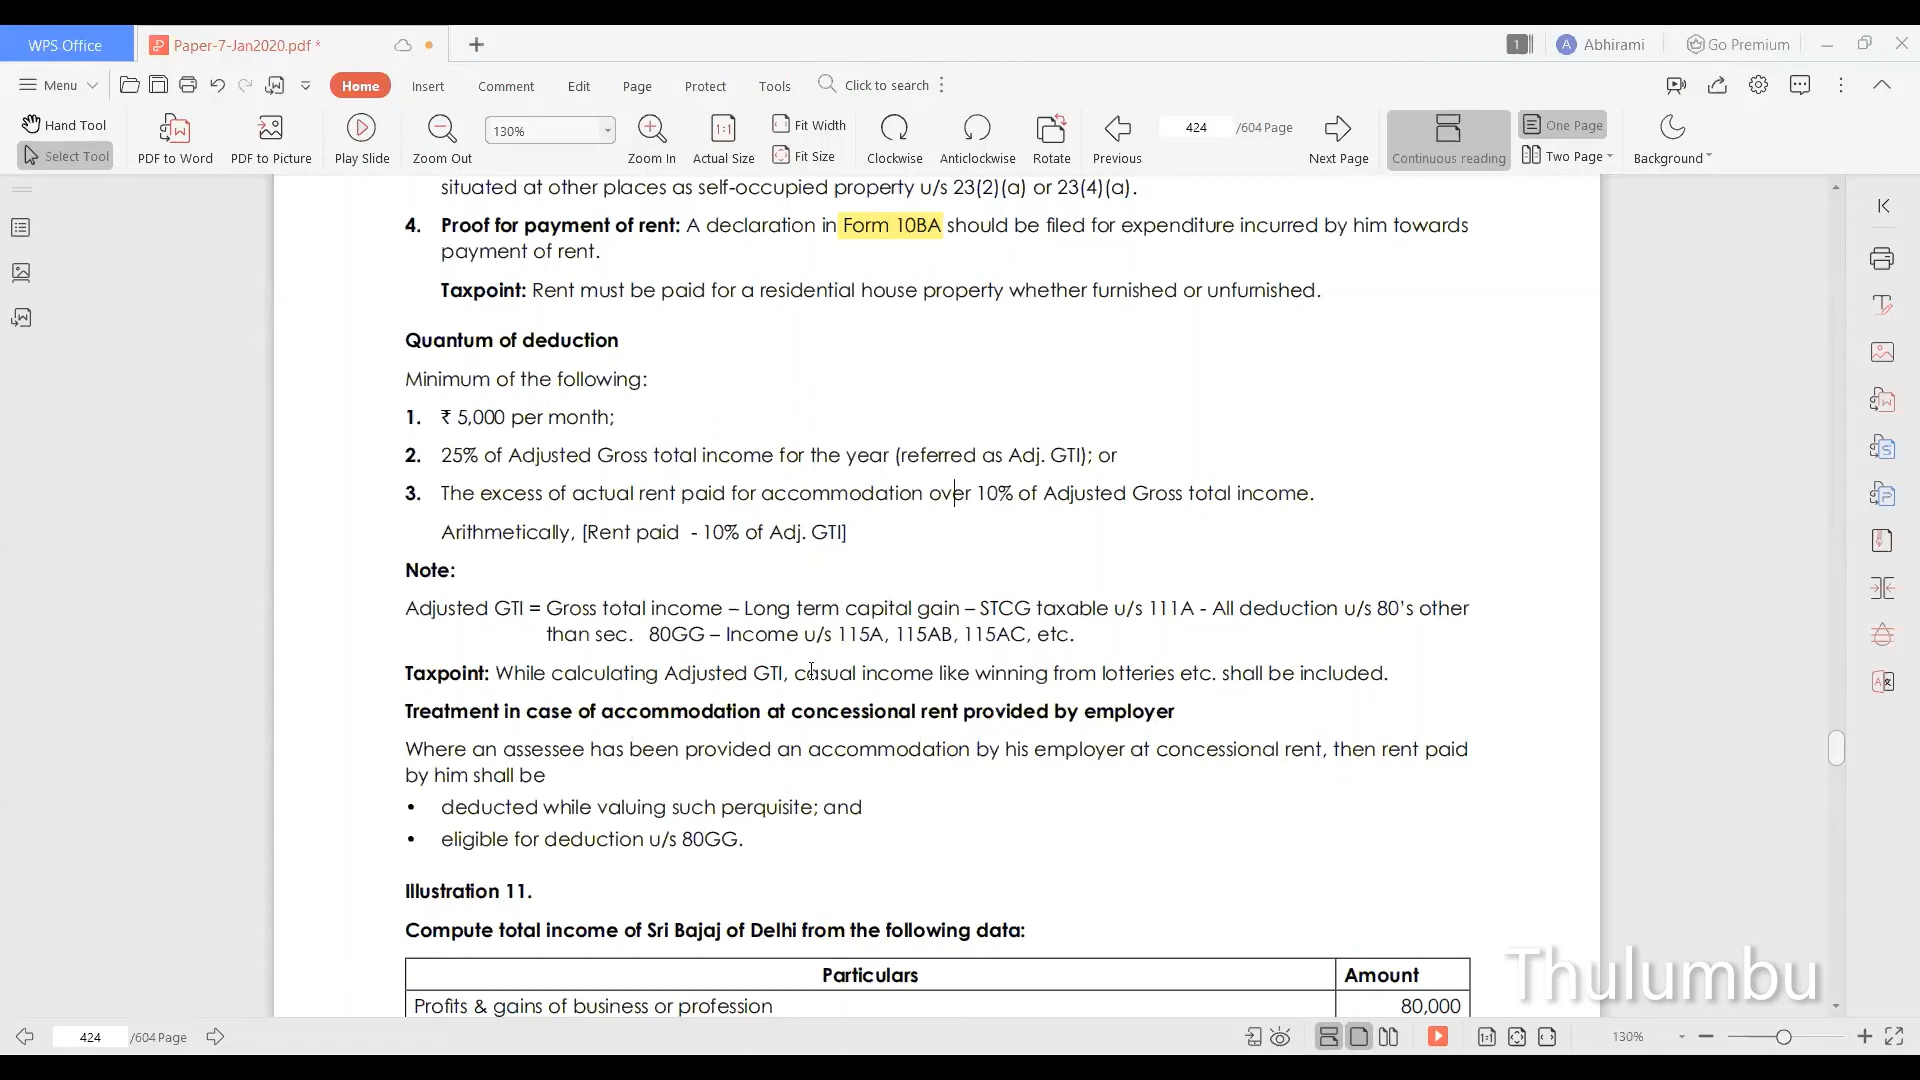 WPS Office
Paper-7-Jan2020.pdf *
1
A Abhirami
Go Premium
Menu
Home
Insert
Comment
Edit
Page
Protect
Tools
Click to search
Hand Tool
Select Tool
PDF to Word
PDF to Picture
Play Slide
Zoom Out
130%
Zoom In
Actual Size
Fit Width
Fit Size
Clockwise
Anticlockwise
Rotate
Previous
424 /604 Page
Next Page
Continuous reading
One Page
Two Page
Background
situated at other places as self-occupied property u/s 23(2)(a) or 23(4)(a).
4. Proof for payment of rent: A declaration in Form 10BA should be filed for expenditure incurred by him towards
payment of rent.
Taxpoint: Rent must be paid for a residential house property whether furnished or unfurnished.
Quantum of deduction
Minimum of the following:
1. ₹ 5,000 per month;
2. 25% of Adjusted Gross total income for the year (referred as Adj. GTI); or
3. The excess of actual rent paid for accommodation over 10% of Adjusted Gross total income.
Arithmetically, [Rent paid - 10% of Adj. GTI]
Note:
Adjusted GTI = Gross total income – Long term capital gain – STCG taxable u/s 111A - All deduction u/s 80's other
than sec. 80GG – Income u/s 115A, 115AB, 115AC, etc.
Taxpoint: While calculating Adjusted GTI, casual income like winning from lotteries etc. shall be included.
Treatment in case of accommodation at concessional rent provided by employer
Where an assessee has been provided an accommodation by his employer at concessional rent, then rent paid
by him shall be
• deducted while valuing such perquisite; and
• eligible for deduction u/s 80GG.
Illustration 11.
Compute total income of Sri Bajaj of Delhi from the following data:
Particulars Amount
Profits & gains of business or profession 80,000
Thulumbu
424 /604 Page
130%